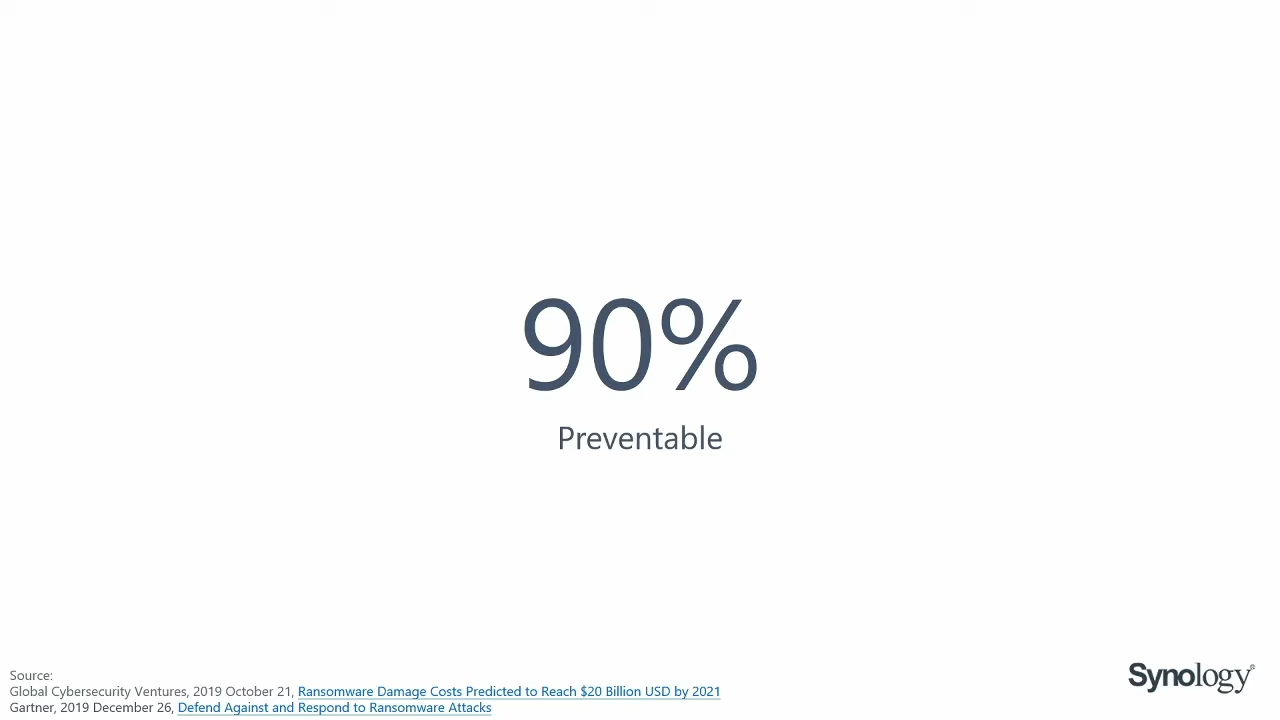 90%
Preventable
Source:
Global Cybersecurity Ventures, 2019 October 21, Ransomware Damage Costs Predicted to Reach $20 Billion USD by 2021
Gartner, 2019 December 26, Defend Against and Respond to Ransomware Attacks
Synology®